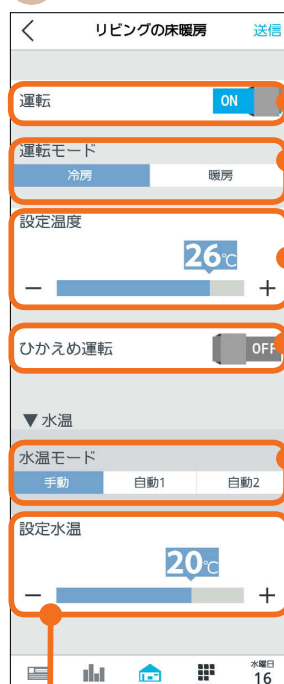 リビングの床暖房 送信
運転 ON
運転モード
冷房 暖房
設定温度
26℃
− +
ひかえめ運転 OFF
▼水温
水温モード
手動 自動1 自動2
設定水温
20℃
− +
水曜日
16